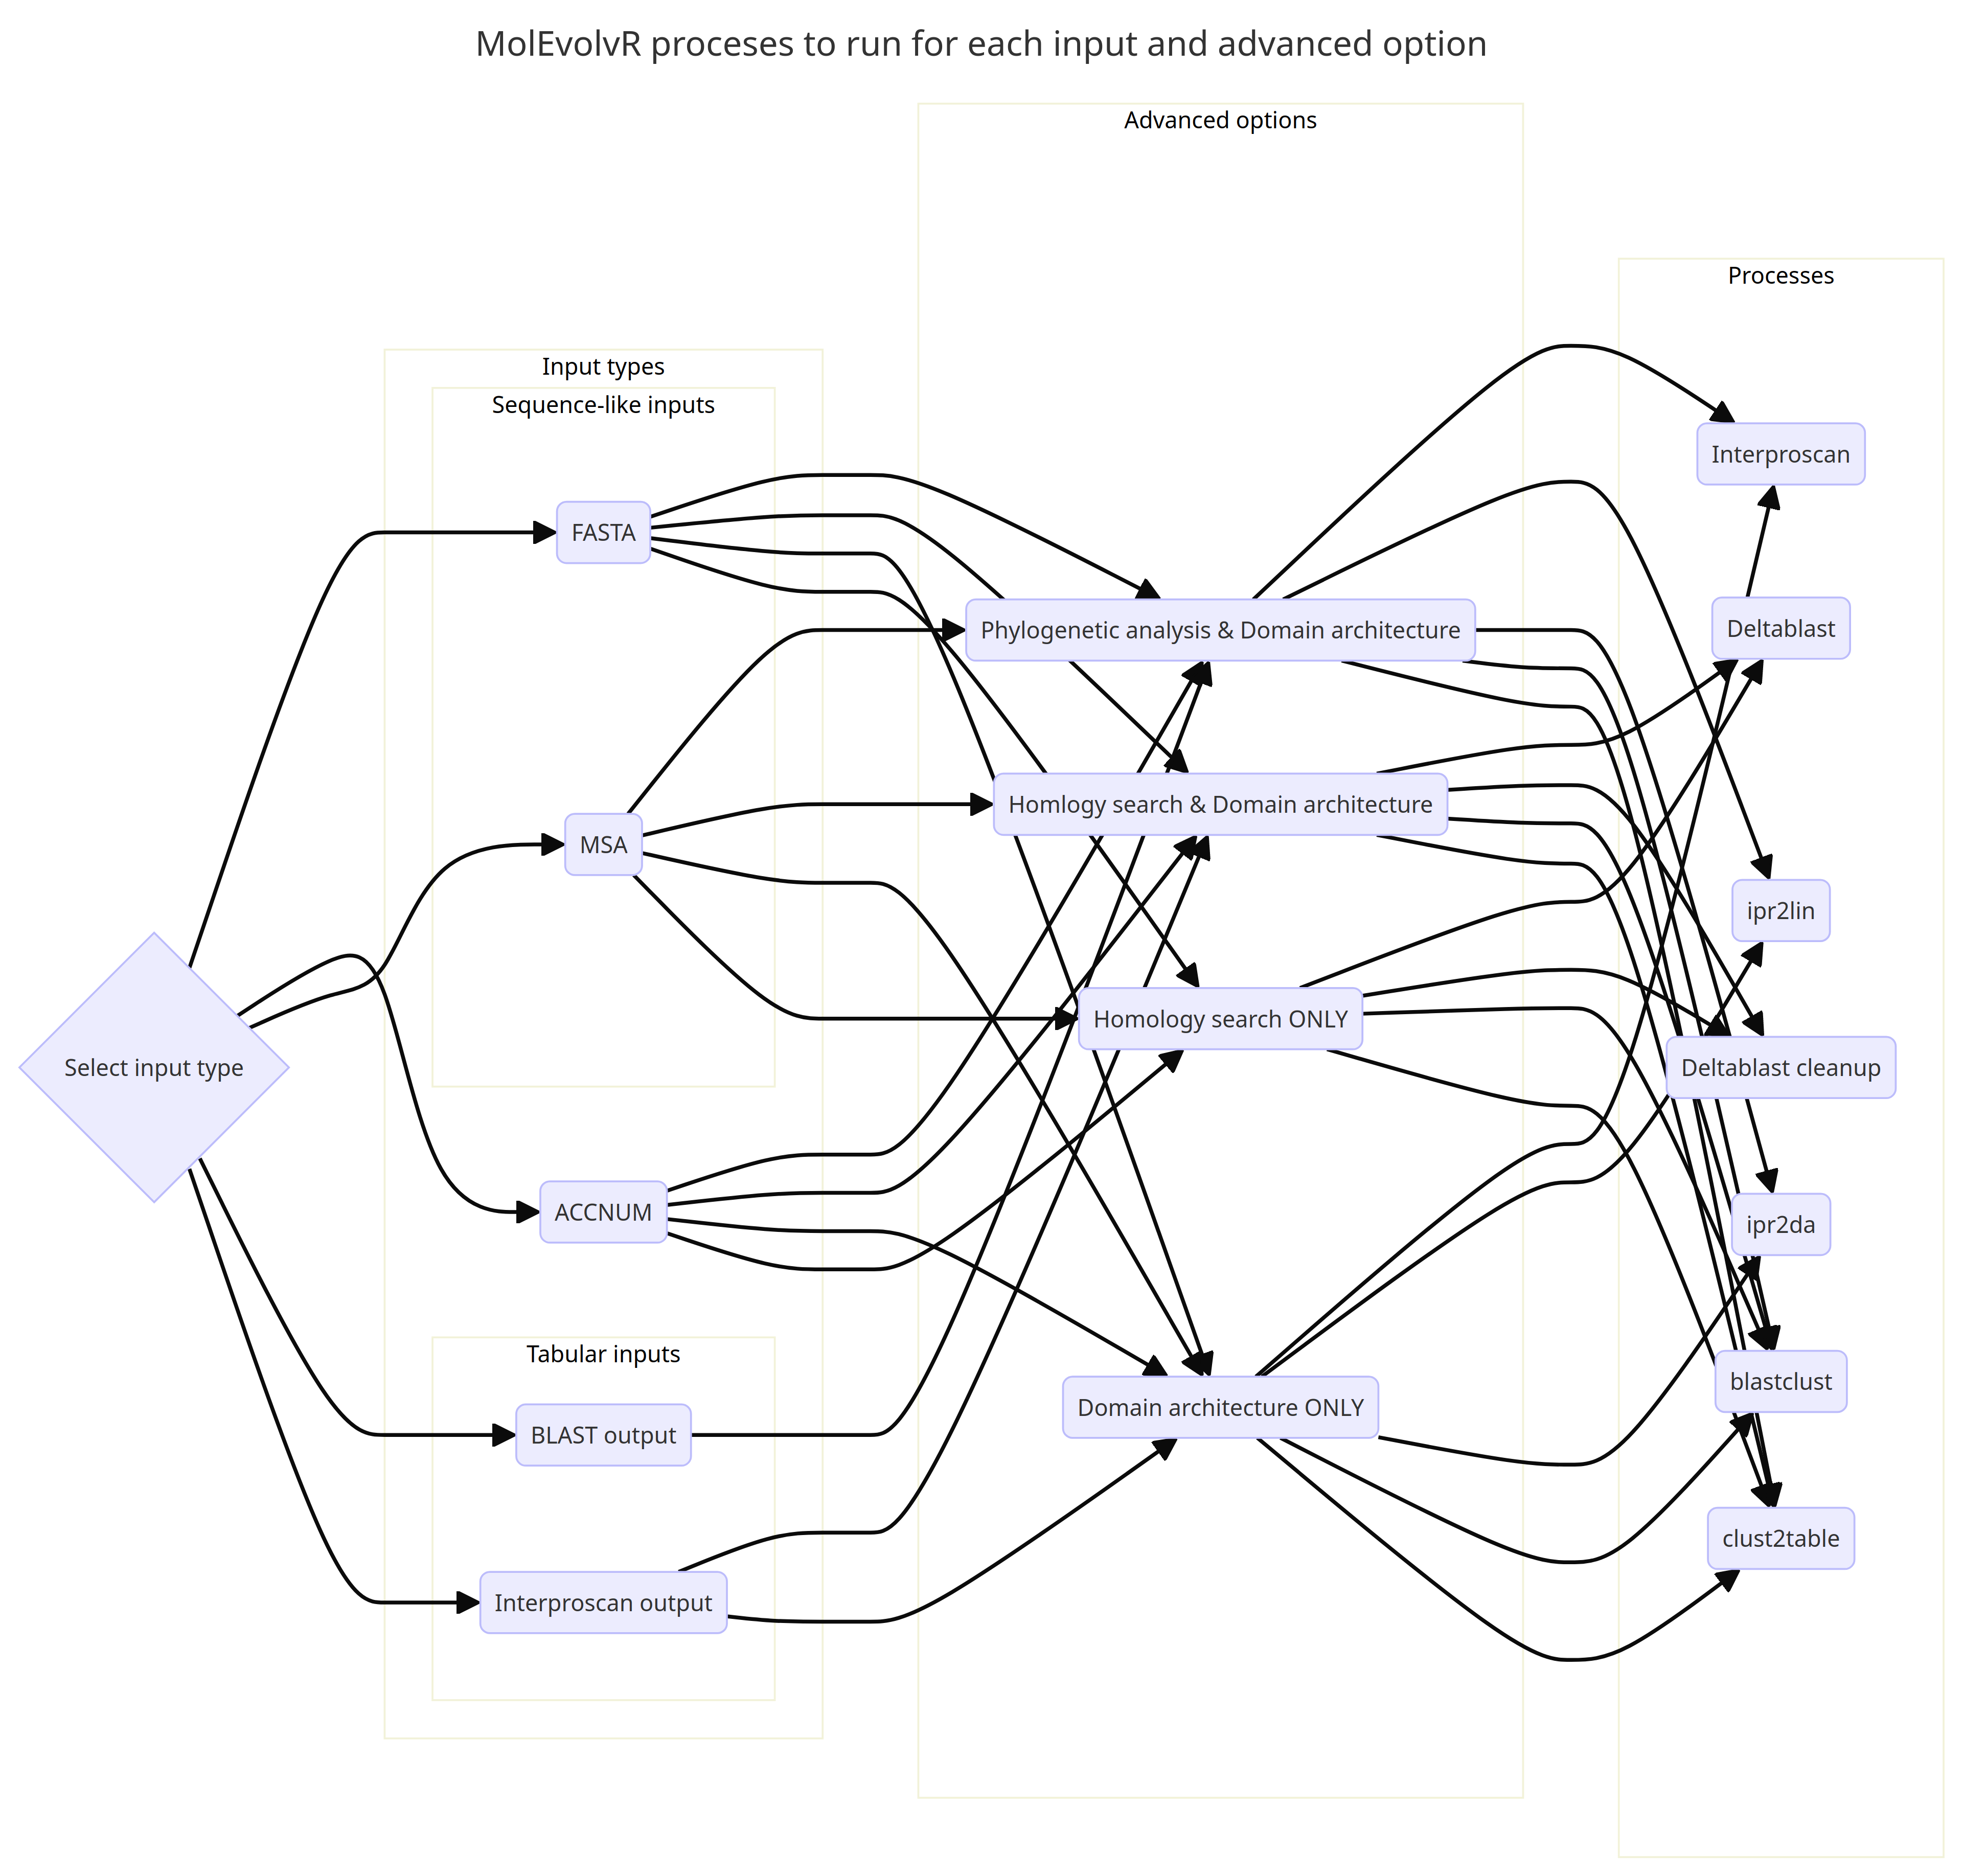 MolEvolvR proceses to run for each input and advanced option
Advanced options
Processes
Input types
Sequence-like inputs
Interproscan
FASTA
Phylogenetic analysis & Domain architecture
Deltablast
Homlogy search & Domain architecture
MSA
ipr2lin
Homology search ONLY
Select input type
Deltablast cleanup
ACCNUM
ipr2da
Tabular inputs
blastclust
Domain architecture ONLY
BLAST output
clust2table
Interproscan output